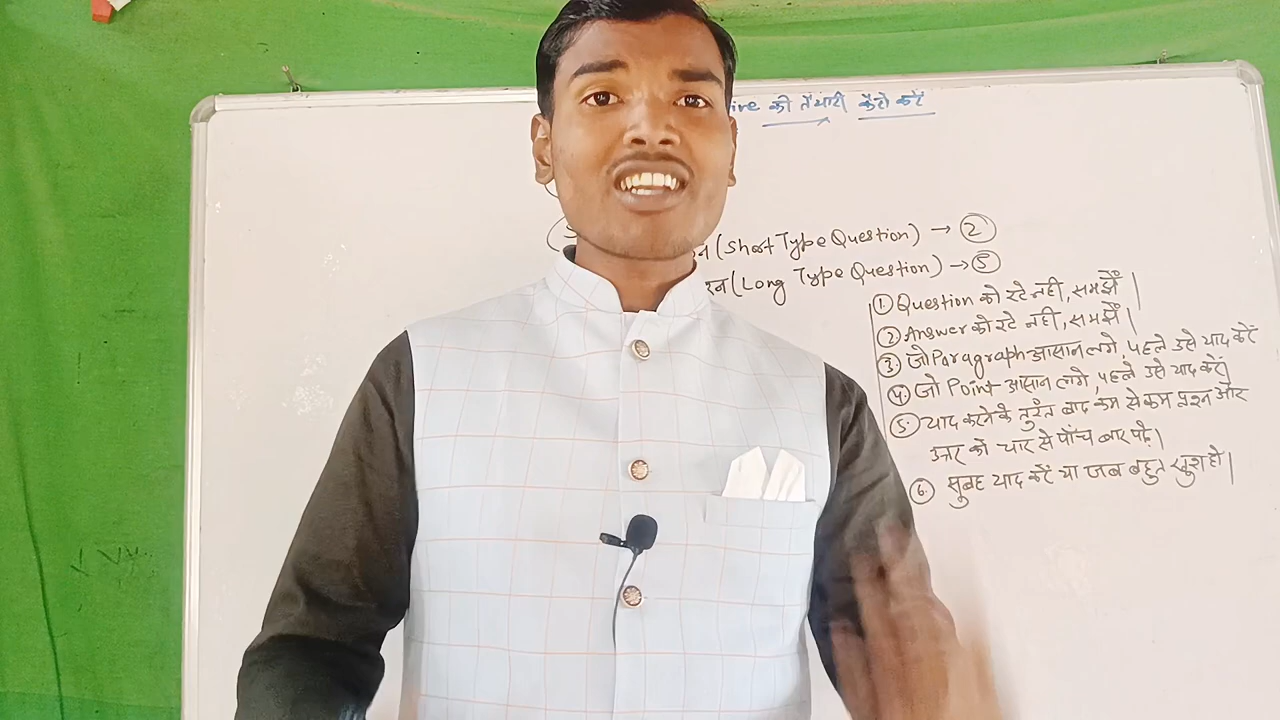 की तैयारी कैसे करें
(Short Type Question) → ②
(Long Type Question) → ⑤
① Question को रटे नहीं, समझें |
② Answer को रटे नहीं, समझें |
③ जो Paragraph आसान लगे, पहले उसे याद करें
④ जो Point आसान लगे, पहले उसे याद करें |
⑤ याद करने के तुरंत बाद कम से कम प्रश्न और
उत्तर को चार से पाँच बार पढ़ें |
⑥ सुबह याद करें या जब बहुत खुश हो |